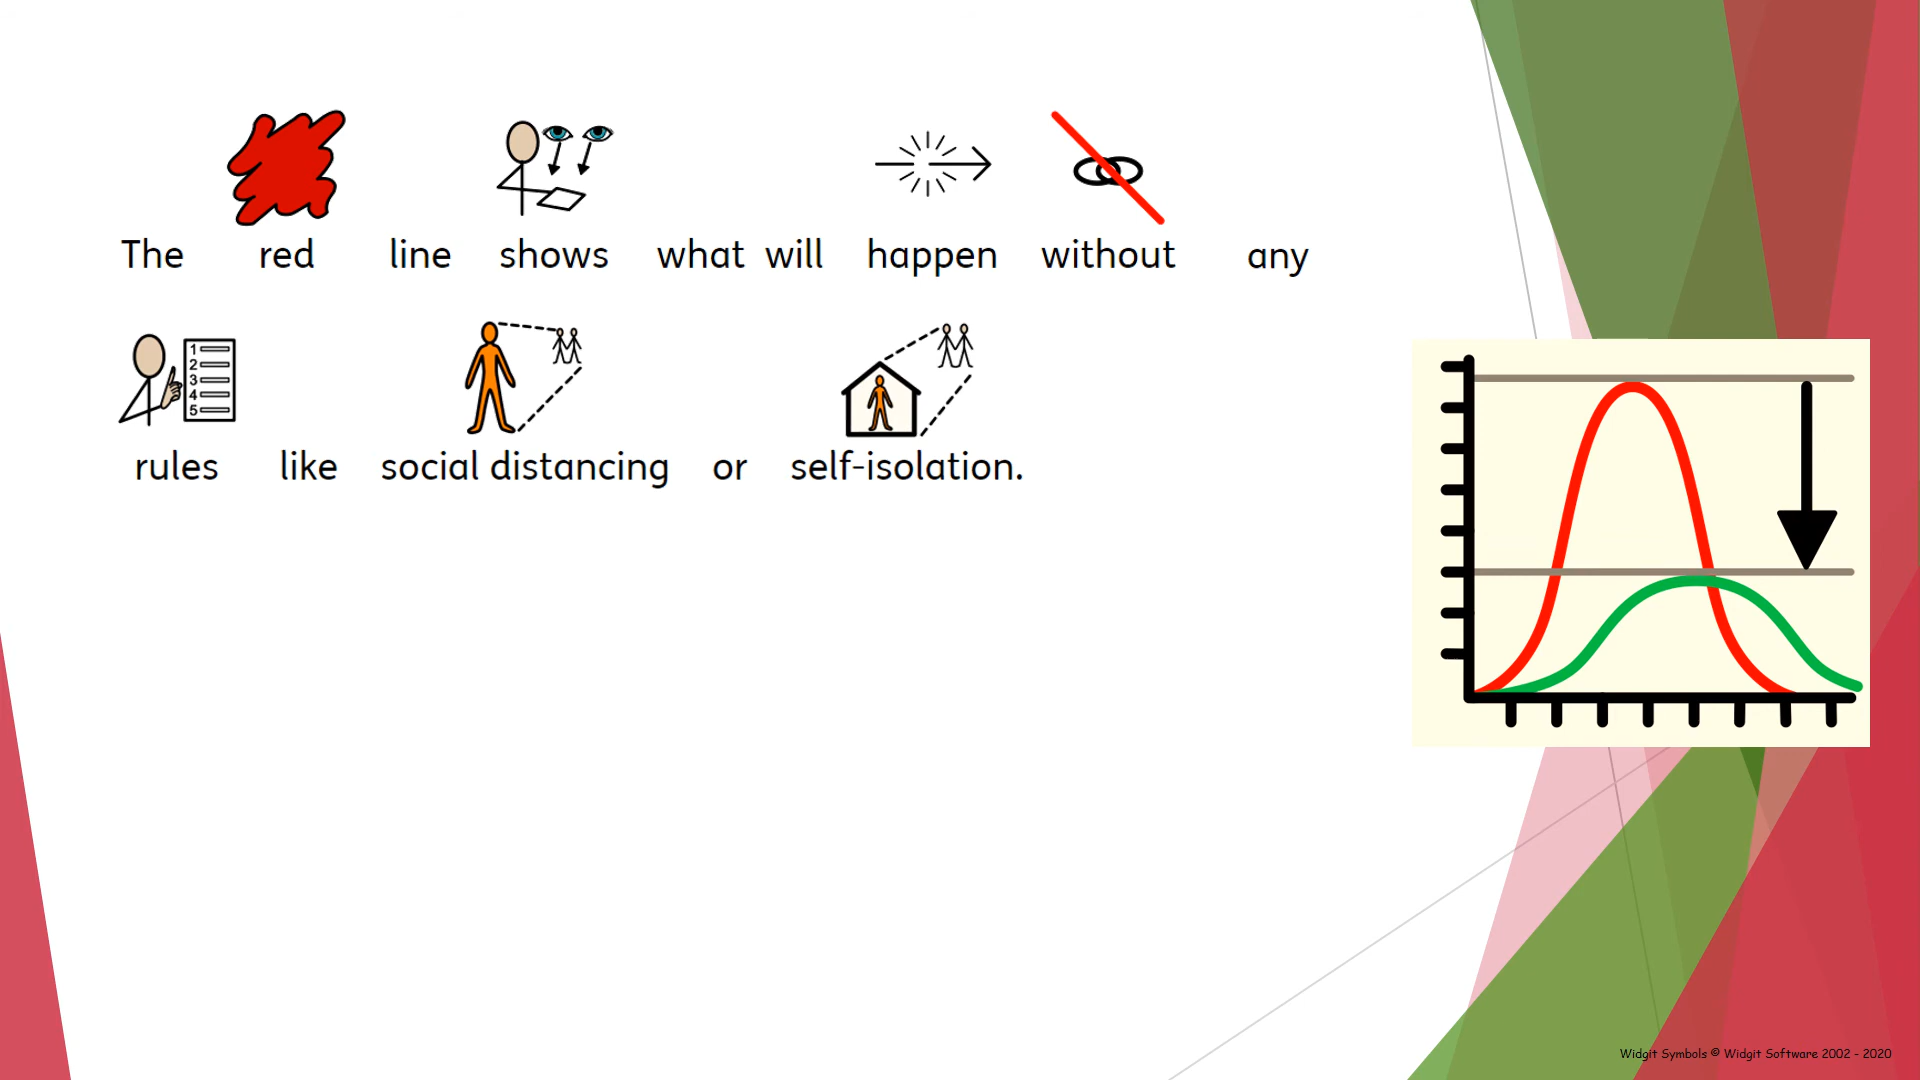 The red line shows what will happen without any
1
2
3
4
5
rules like social distancing or self-isolation.
Widgit Symbols © Widgit Software 2002 - 2020